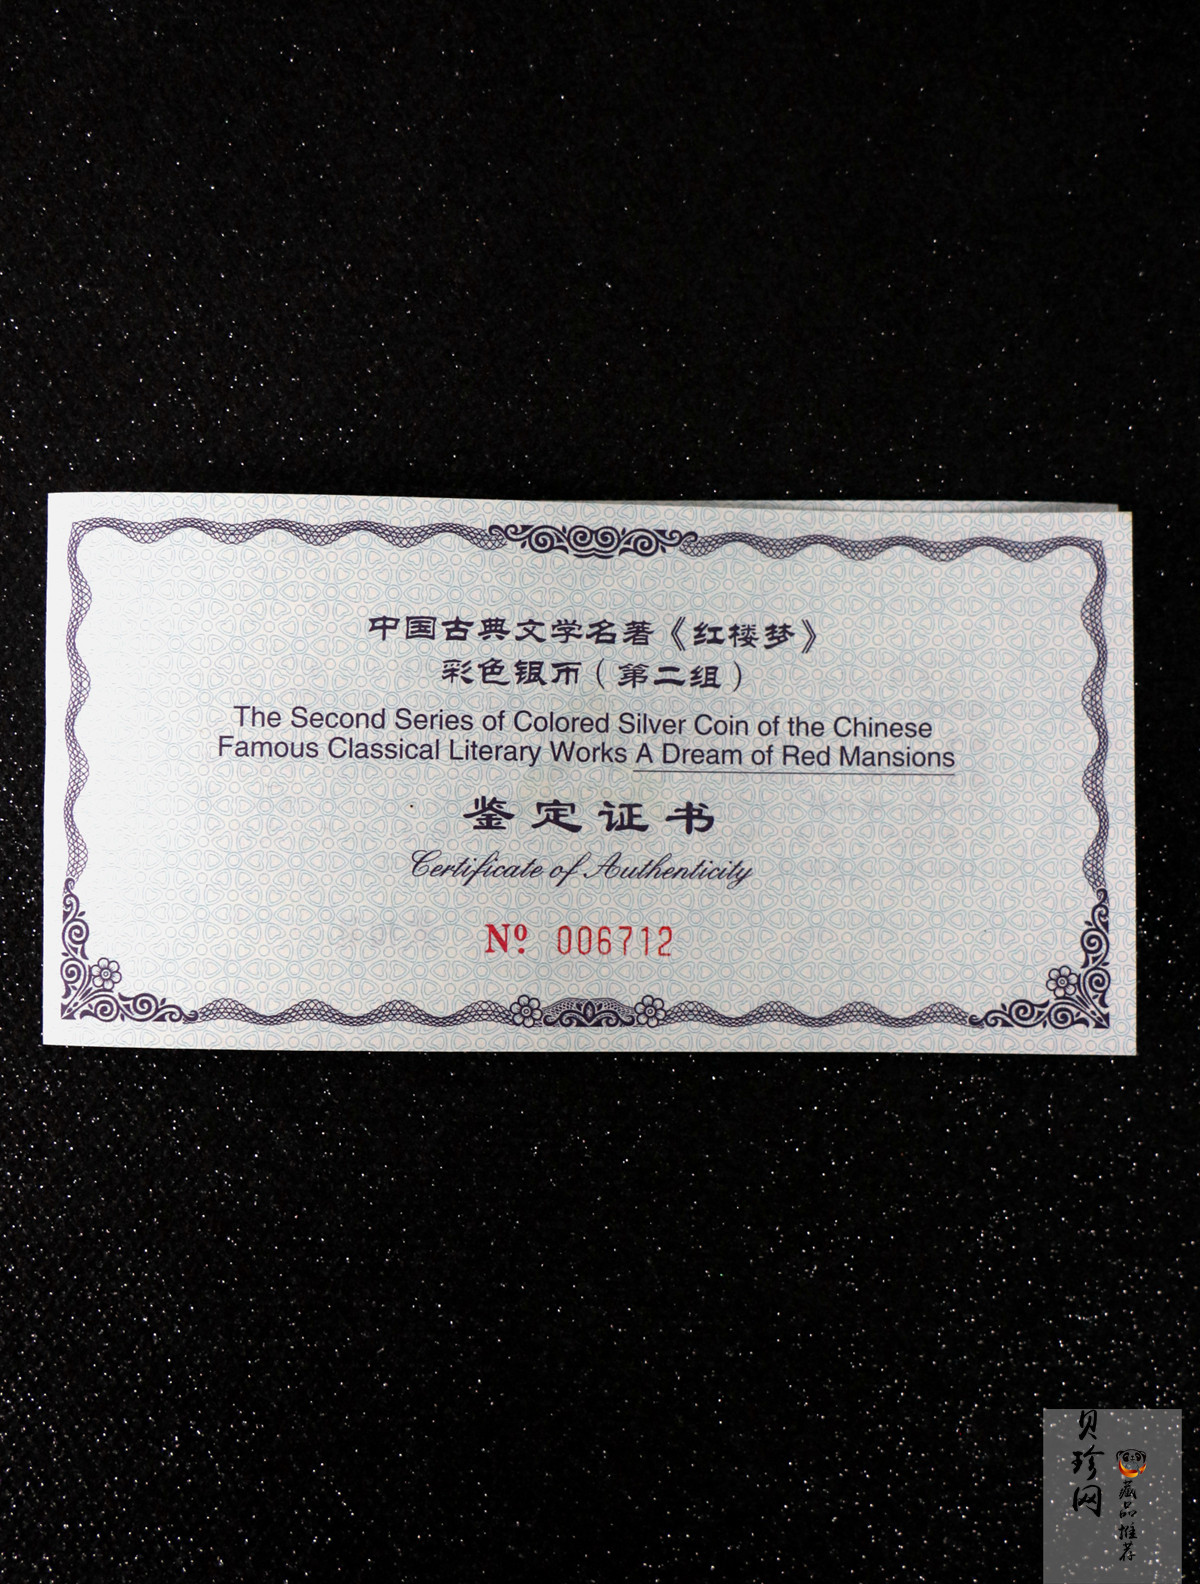 中国古典文学名著《红楼梦》
彩色银币（第二组）
The Second Series of Colored Silver Coin of the Chinese
Famous Classical Literary Works A Dream of Red Mansions
鉴定证书
Certificate of Authenticity
Nº 006712
贝珍网
藏品推荐